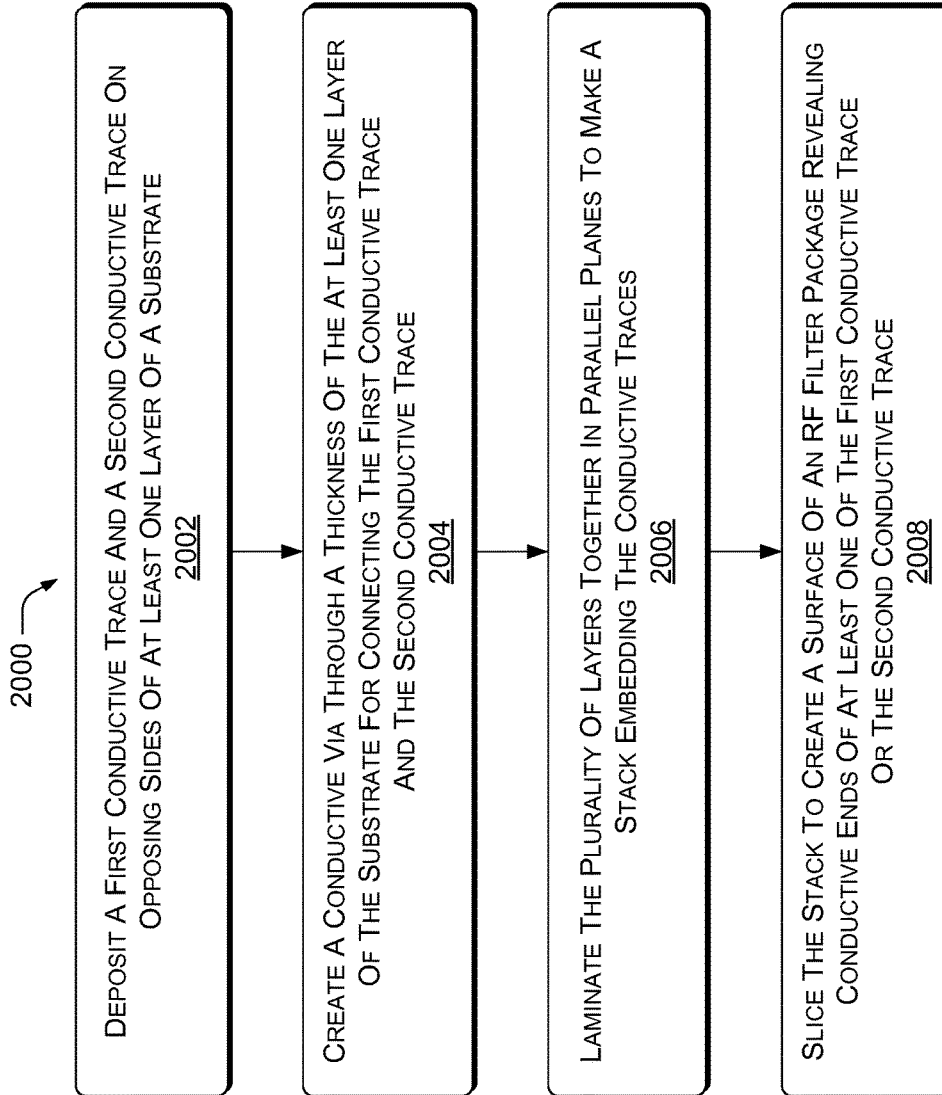 2000
DEPOSIT A FIRST CONDUCTIVE TRACE AND A SECOND CONDUCTIVE TRACE ON
OPPOSING SIDES OF AT LEAST ONE LAYER OF A SUBSTRATE
2002
CREATE A CONDUCTIVE VIA THROUGH A THICKNESS OF THE AT LEAST ONE LAYER
OF THE SUBSTRATE FOR CONNECTING THE FIRST CONDUCTIVE TRACE
AND THE SECOND CONDUCTIVE TRACE
2004
LAMINATE THE PLURALITY OF LAYERS TOGETHER IN PARALLEL PLANES TO MAKE A
STACK EMBEDDING THE CONDUCTIVE TRACES
2006
SLICE THE STACK TO CREATE A SURFACE OF AN RF FILTER PACKAGE REVEALING
CONDUCTIVE ENDS OF AT LEAST ONE OF THE FIRST CONDUCTIVE TRACE
OR THE SECOND CONDUCTIVE TRACE
2008